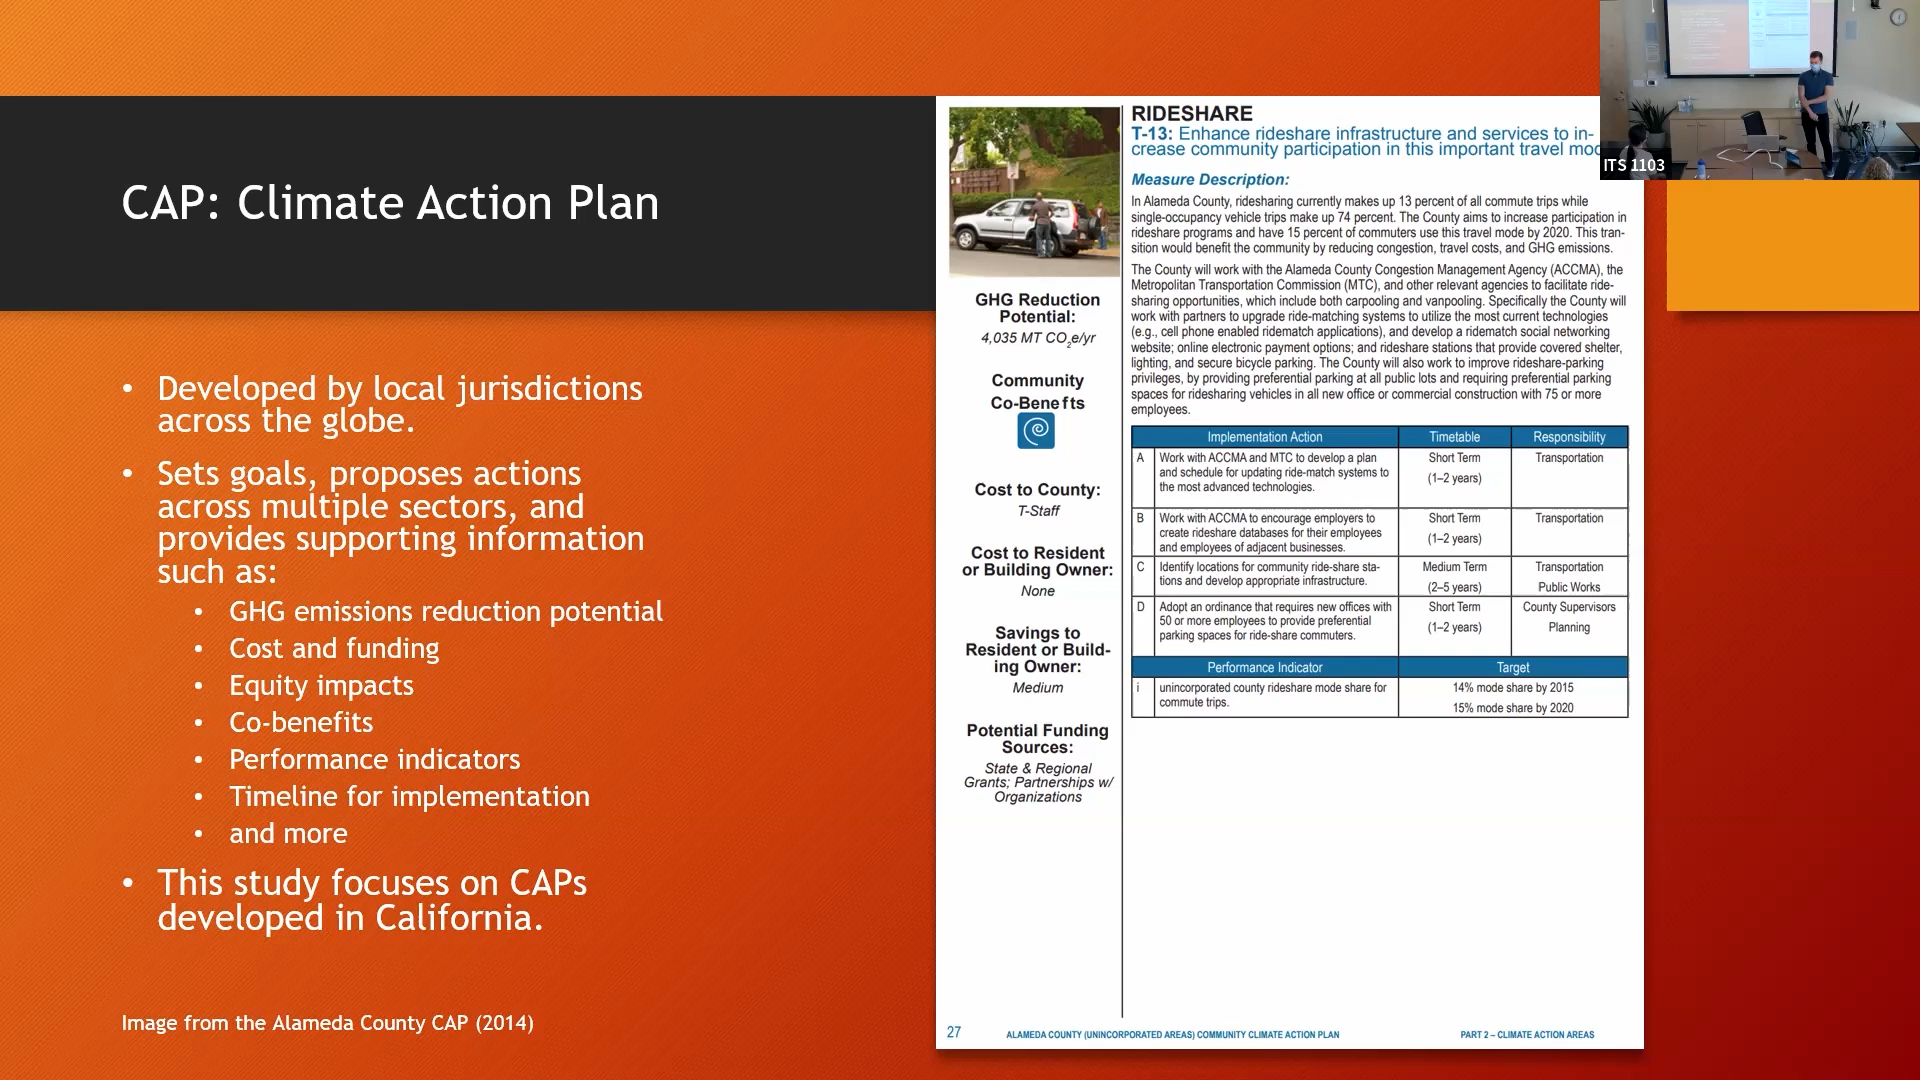 CAP: Climate Action Plan
• Developed by local jurisdictions
across the globe.
• Sets goals, proposes actions
across multiple sectors, and
provides supporting information
such as:
• GHG emissions reduction potential
• Cost and funding
• Equity impacts
• Co-benefits
• Performance indicators
• Timeline for implementation
• and more
• This study focuses on CAPs
developed in California.
Image from the Alameda County CAP (2014)
GHG Reduction
Potential:
4,035 MT CO2e/yr
Community
Co-Benefts
Cost to County:
T-Staff
Cost to Resident
or Building Owner:
None
Savings to
Resident or Build-
ing Owner:
Medium
Potential Funding
Sources:
State & Regional
Grants; Partnerships w/
Organizations
RIDESHARE
T-13: Enhance rideshare infrastructure and services to in-
crease community participation in this important travel
Measure Description:
In Alameda County, ridesharing currently makes up 13 percent of all commute trips while
single-occupancy vehicle trips make up 74 percent. The County aims to increase participation in
rideshare programs and have 15 percent of commuters use this travel mode by 2020. This tran-
sition would benefit the community by reducing congestion, travel costs, and GHG emissions.
The County will work with the Alameda County Congestion Management Agency (ACCMA), the
Metropolitan Transportation Commission (MTC), and other relevant agencies to facilitate ride-
sharing opportunities, which include both carpooling and vanpooling. Specifically the County will
work with partners to upgrade ride-matching systems to utilize the most current technologies
(e.g., cell phone enabled ridematch applications), and develop a ridematch social networking
website; online electronic payment options; and rideshare stations that provide covered shelter,
lighting, and secure bicycle parking. The County will also work to improve rideshare-parking
privileges, by providing preferential parking at all public lots and requiring preferential parking
spaces for ridesharing vehicles in all new office or commercial construction with 75 or more
employees.
Implementation Action Timetable Responsibility
A Work with ACCMA and MTC to develop a plan Short Term Transportation
and schedule for updating ride-match systems to (1–2 years)
the most advanced technologies.
B Work with ACCMA to encourage employers to Short Term Transportation
create rideshare databases for their employees (1–2 years)
and employees of adjacent businesses.
C Identify locations for community ride-share sta- Medium Term Transportation
tions and develop appropriate infrastructure. (2–5 years) Public Works
D Adopt an ordinance that requires new offices with Short Term County Supervisors
50 or more employees to provide preferential (1–2 years) Planning
parking spaces for ride-share commuters.
Performance Indicator Target
i unincorporated county rideshare mode share for 14% mode share by 2015
commute trips. 15% mode share by 2020
27 ALAMEDA COUNTY (UNINCORPORATED AREAS) COMMUNITY CLIMATE ACTION PLAN PART 2 – CLIMATE ACTION AREAS
ITS 1103